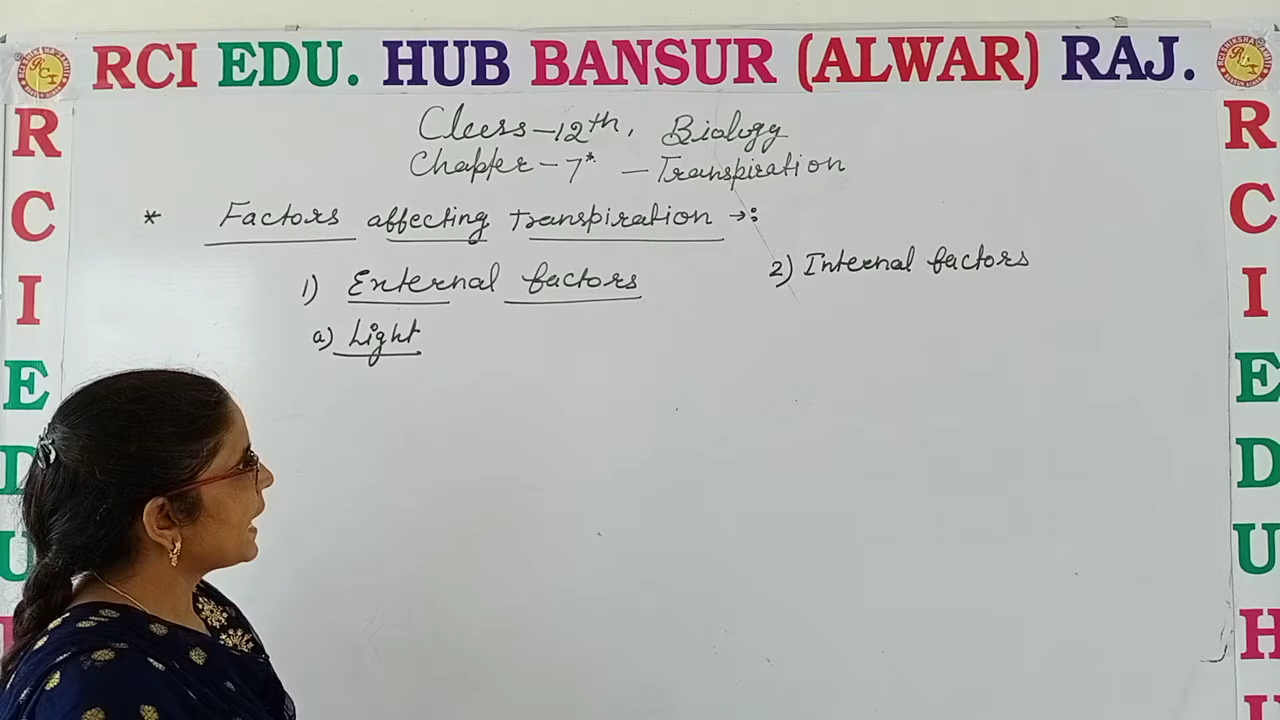 RCI EDU. HUB BANSUR (ALWAR) RAJ.
Class-12th, Biology
Chapter-7* - Transpiration
* Factors affecting Transpiration →:
1) External factors
2) Internal factors
a) Light
R
C
I
E
D
U
R
C
I
E
D
U
H